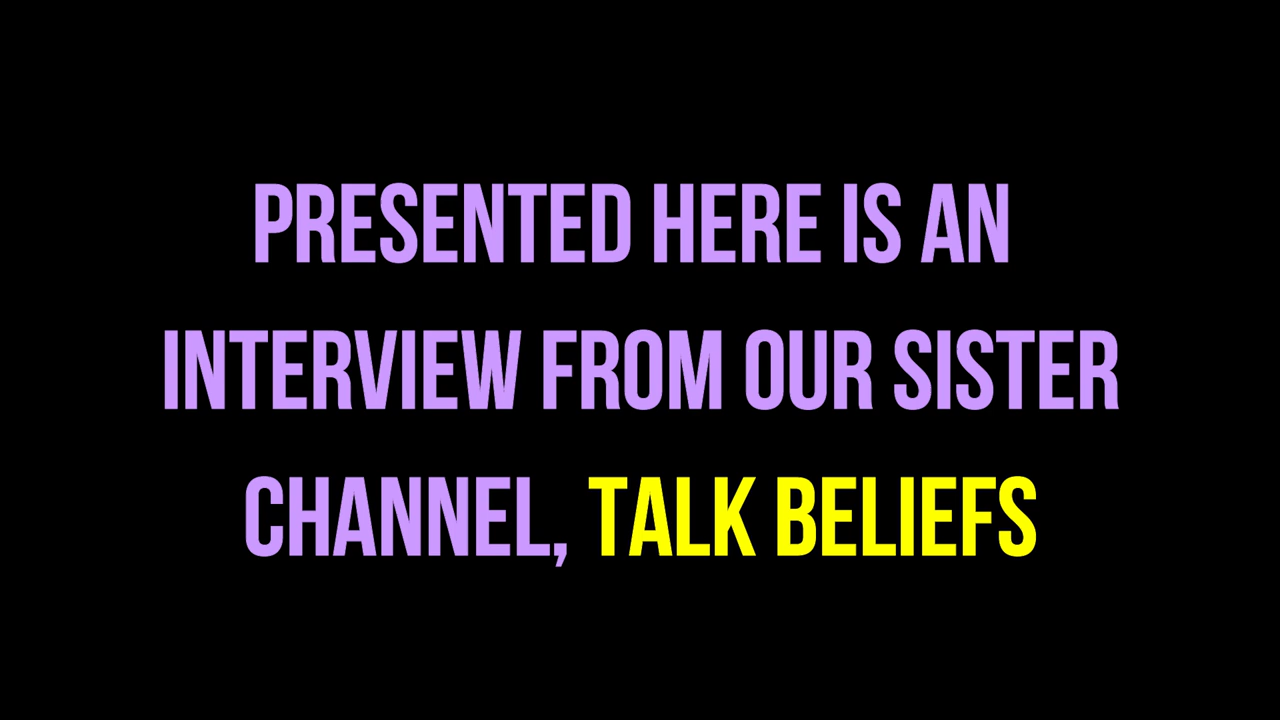 PRESENTED HERE IS AN
INTERVIEW FROM OUR SISTER
CHANNEL, TALK BELIEFS